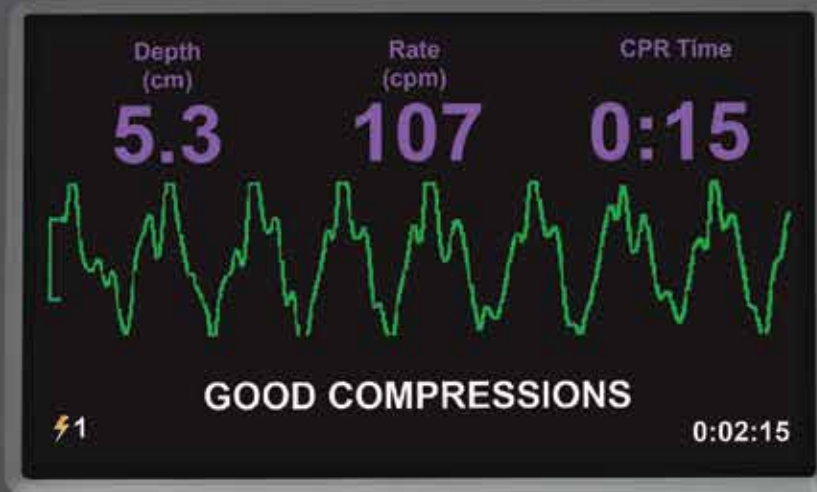 Depth
(cm)
5.3
Rate
(cpm)
107
CPR Time
0:15
GOOD COMPRESSIONS
1
0:02:15